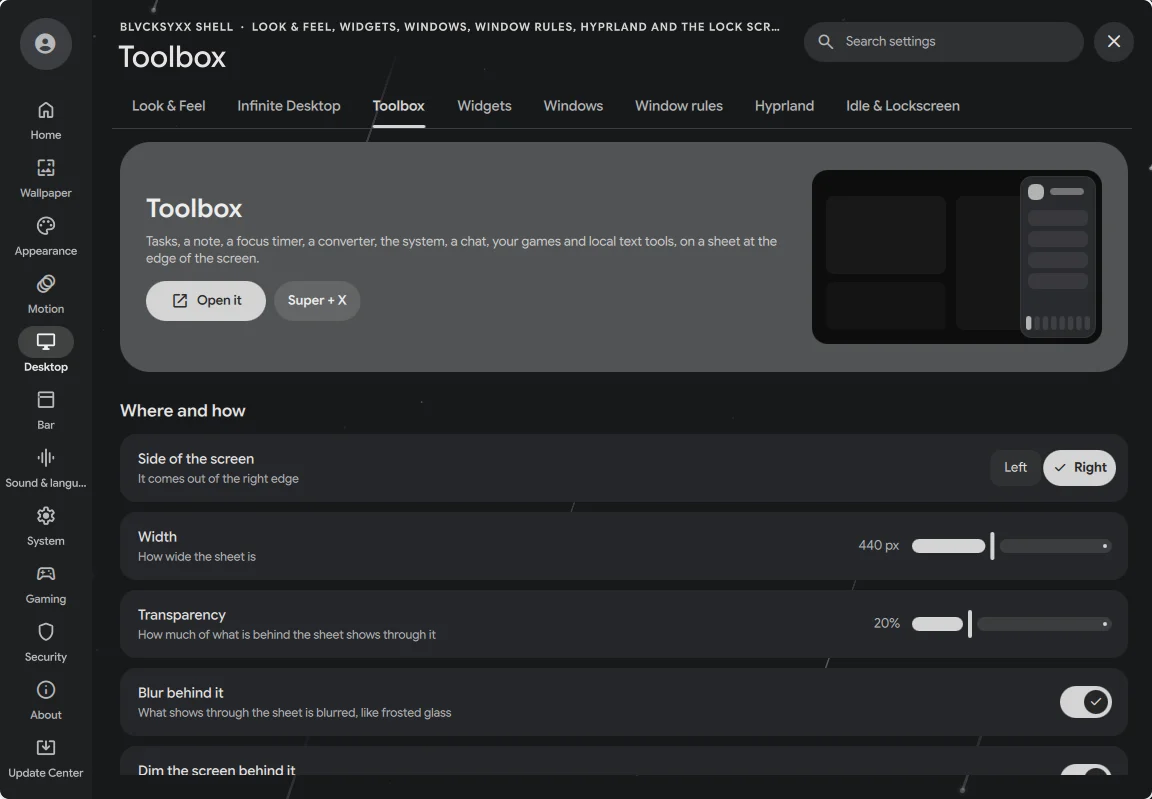 BLVCKSYXX SHELL · LOOK & FEEL, WIDGETS, WINDOWS, WINDOW RULES, HYPRLAND AND THE LOCK SCR...
Toolbox
Search settings
Look & Feel
Infinite Desktop
Toolbox
Widgets
Windows
Window rules
Hyprland
Idle & Lockscreen
Home
Wallpaper
Appearance
Motion
Desktop
Bar
Sound & langu...
System
Gaming
Security
About
Update Center
Toolbox
Tasks, a note, a focus timer, a converter, the system, a chat, your games and local text tools, on a sheet at the
edge of the screen.
Open it
Super + X
Where and how
Side of the screen
It comes out of the right edge
Left
Right
Width
How wide the sheet is
440 px
Transparency
How much of what is behind the sheet shows through it
20%
Blur behind it
What shows through the sheet is blurred, like frosted glass
Dim the screen behind it